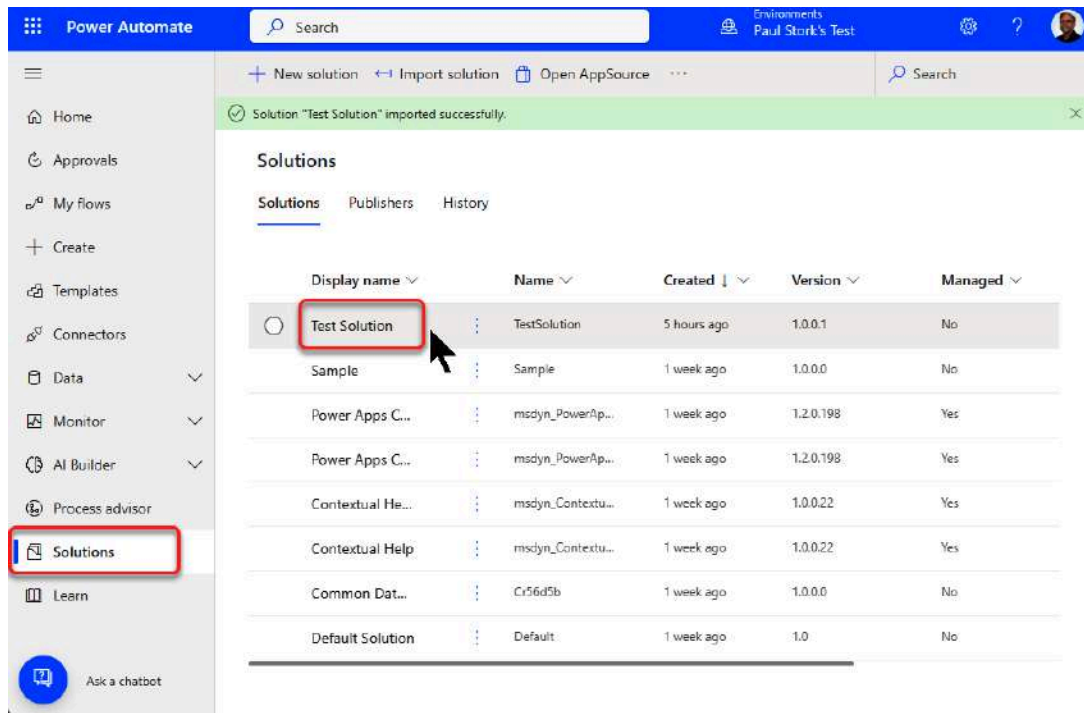 Power Automate
Search
Environments
Paul Stork's Test
?
New solution
Import solution
Open AppSource
...
Search
Solution "Test Solution" imported successfully.
Home
Approvals
My flows
Create
Templates
Connectors
Data
Monitor
AI Builder
Process advisor
Solutions
Learn
Ask a chatbot
Solutions
Solutions Publishers History
Display name Name Created ↓ Version Managed
Test Solution TestSolution 5 hours ago 1.0.0.1 No
Sample Sample 1 week ago 1.0.0.0 No
Power Apps C... msdyn_PowerAp... 1 week ago 1.2.0.198 Yes
Power Apps C... msdyn_PowerAp... 1 week ago 1.2.0.198 Yes
Contextual He... msdyn_Contextu... 1 week ago 1.0.0.22 Yes
Contextual Help msdyn_Contextu... 1 week ago 1.0.0.22 Yes
Common Dat... Cr56d5b 1 week ago 1.0.0.0 No
Default Solution Default 1 week ago 1.0 No